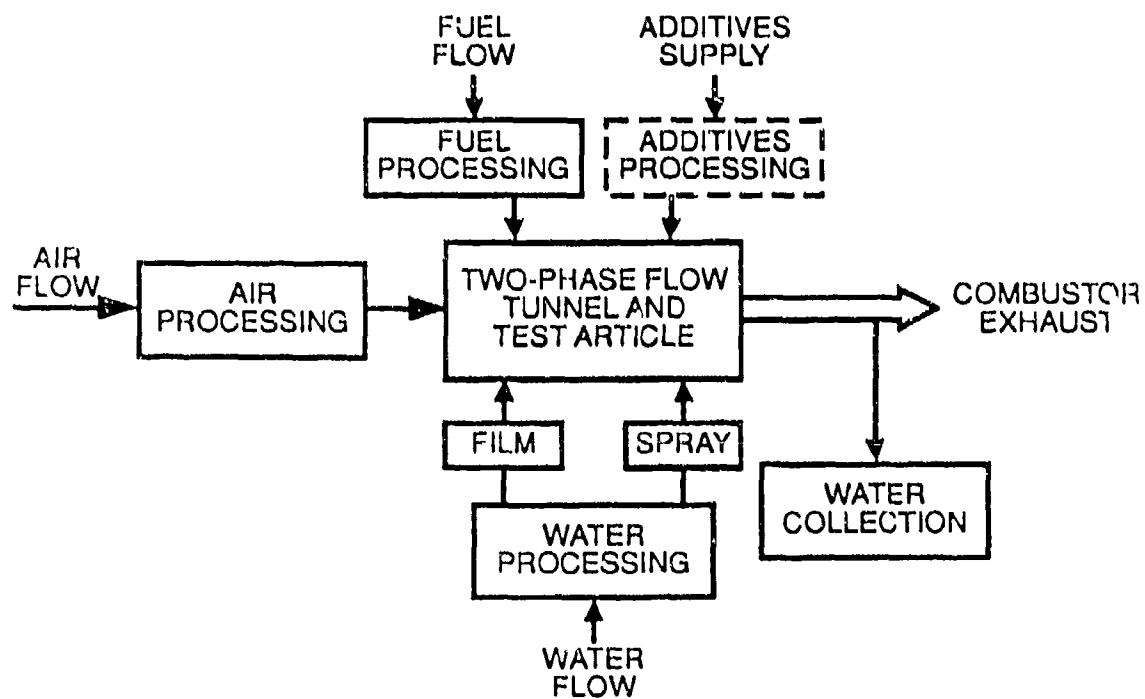 FUEL
FLOW
ADDITIVES
SUPPLY
FUEL
PROCESSING
ADDITIVES
PROCESSING
AIR
FLOW
AIR
PROCESSING
TWO-PHASE FLOW
TUNNEL AND
TEST ARTICLE
COMBUSTOR
EXHAUST
FILM
SPRAY
WATER
COLLECTION
WATER
PROCESSING
WATER
FLOW